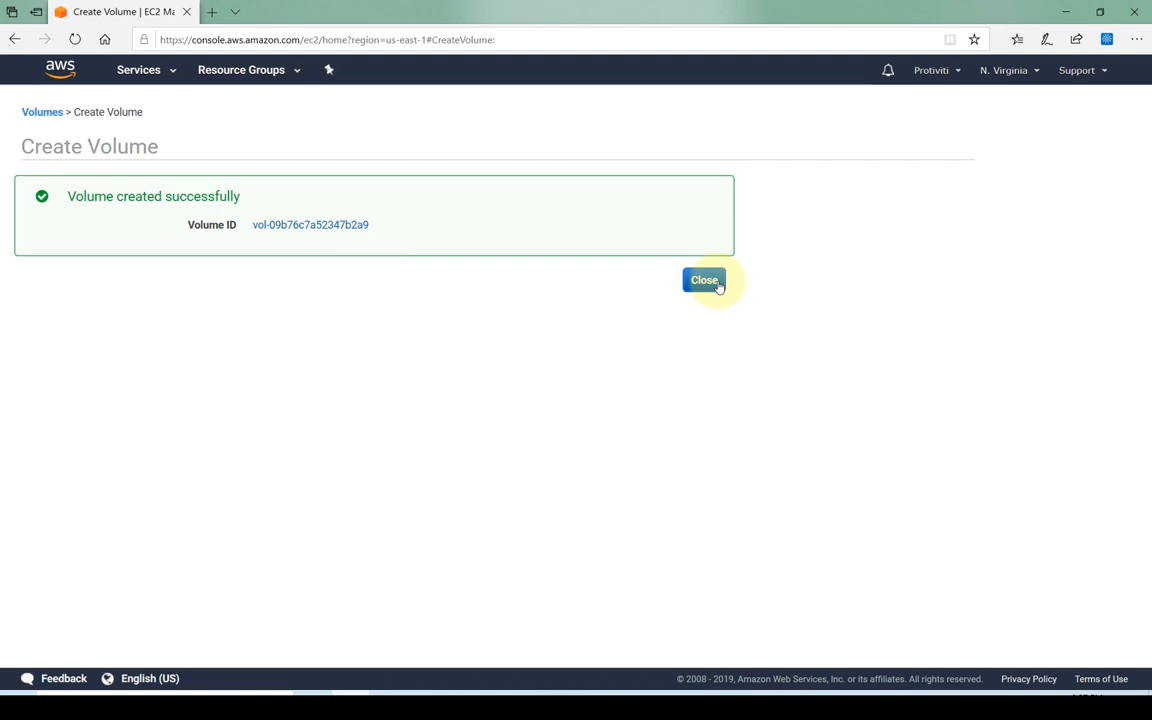 Create Volume | EC2 Ma
https://console.aws.amazon.com/ec2/home?region=us-east-1#CreateVolume:
aws
Services
Resource Groups
Protiviti
N. Virginia
Support
Volumes > Create Volume
Create Volume
Volume created successfully
Volume ID vol-09b76c7a52347b2a9
Close
Feedback
English (US)
© 2008 - 2019, Amazon Web Services, Inc. or its affiliates. All rights reserved.
Privacy Policy
Terms of Use